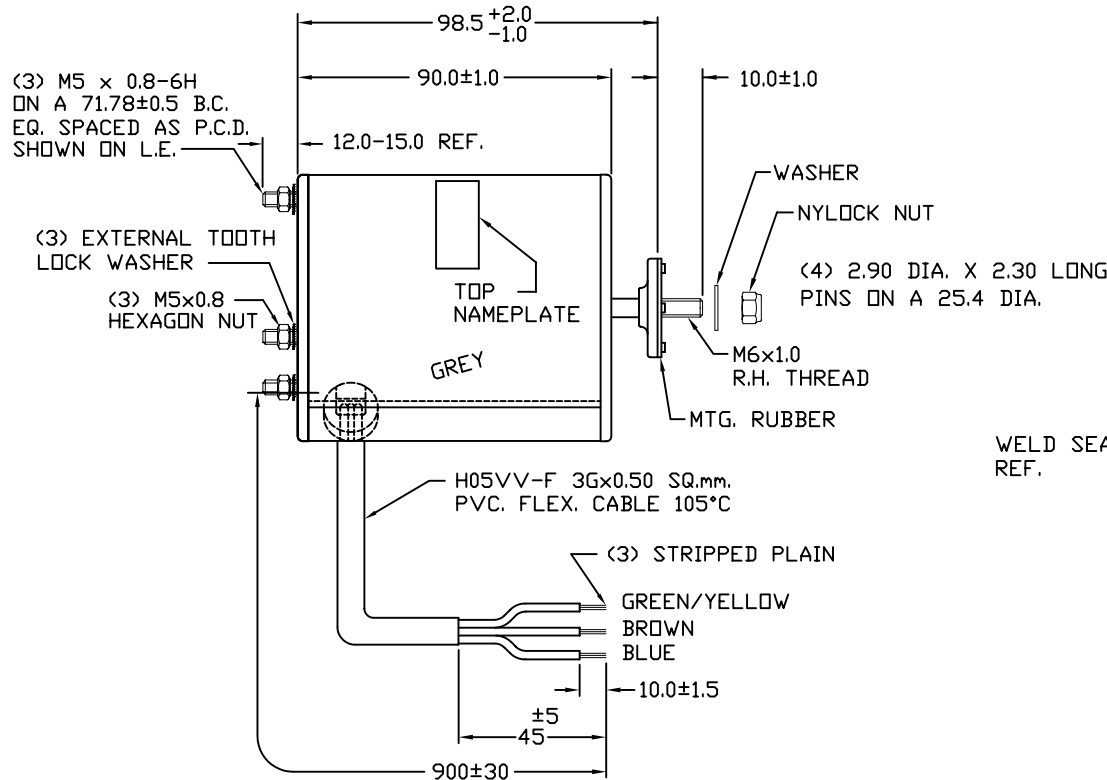 98.5 +2.0
-1.0
90.0±1.0
10.0±1.0
(3) M5 x 0.8-6H
ON A 71.78±0.5 B.C.
EQ. SPACED AS P.C.D.
SHOWN ON L.E.
12.0-15.0 REF.
WASHER
NYLOCK NUT
(3) EXTERNAL TOOTH
LOCK WASHER
(4) 2.90 DIA. X 2.30 LONG
PINS ON A 25.4 DIA.
(3) M5x0.8
HEXAGON NUT
TOP
NAMEPLATE
GREY
M6x1.0
R.H. THREAD
MTG. RUBBER
WELD SEA
REF.
H05VV-F 3Gx0.50 SQ.mm.
PVC. FLEX. CABLE 105°C
(3) STRIPPED PLAIN
GREEN/YELLOW
BROWN
BLUE
10.0±1.5
±5
45
900±30